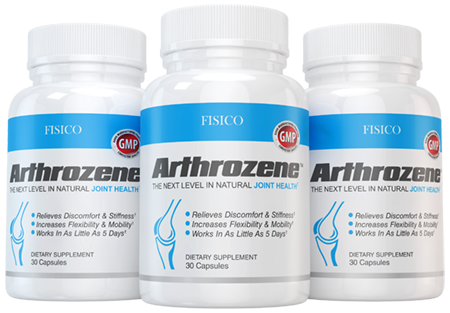 FISICO
GMP
Arthrozene™
THE NEXT LEVEL IN NATURAL JOINT HEALTH†
• Relieves Discomfort & Stiffness†
• Increases Flexibility & Mobility†
• Works In As Little As 5 Days†
DIETARY SUPPLEMENT
30 Capsules
FISICO
GMP
Arthrozene™
THE NEXT LEVEL IN NATURAL JOINT HEALTH†
• Relieves Discomfort & Stiffness†
• Increases Flexibility & Mobility†
• Works In As Little As 5 Days†
DIETARY SUPPLEMENT
30 Capsules
FISICO
GMP
Arthrozene™
THE NEXT LEVEL IN NATURAL JOINT HEALTH†
• Relieves Discomfort & Stiffness†
• Increases Flexibility & Mobility†
• Works In As Little As 5 Days†
DIETARY SUPPLEMENT
30 Capsules